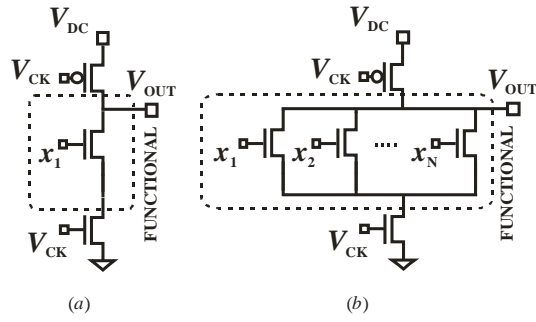 V_DC
V_CK
V_OUT
x_1
FUNCTIONAL
V_CK
(a)
V_DC
V_CK
V_OUT
x_1
x_2
....
x_N
FUNCTIONAL
V_CK
(b)